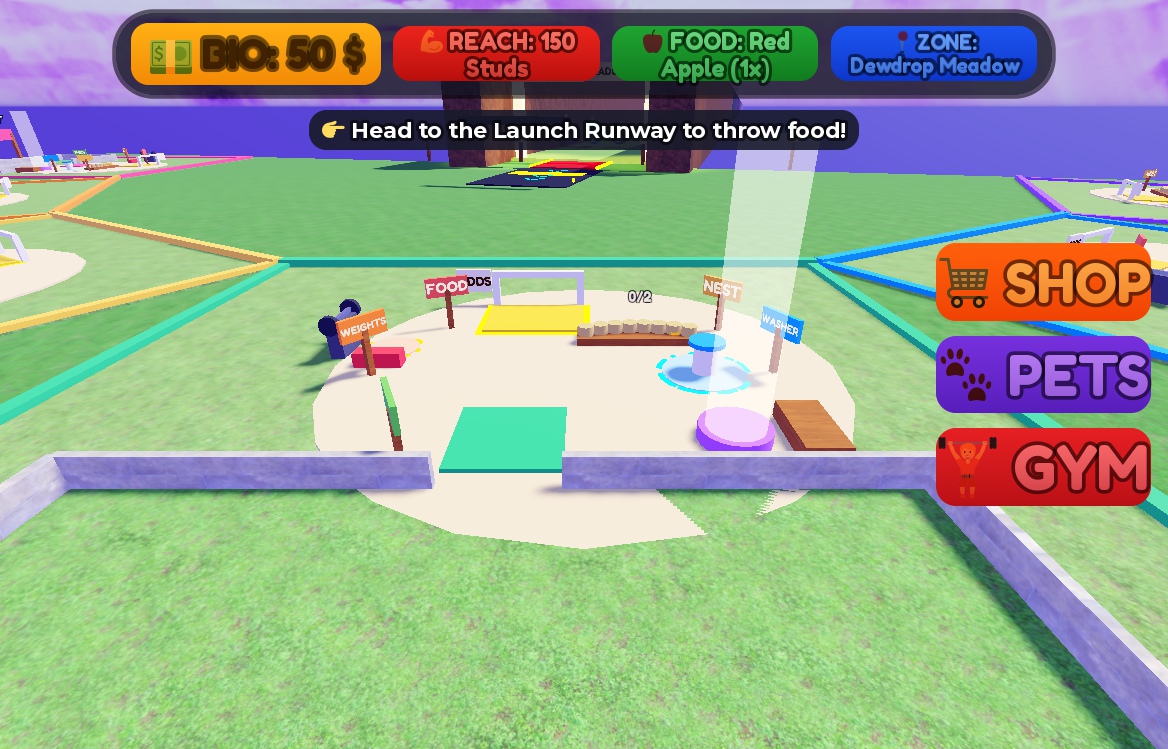 BIO: 50 $
REACH: 150
Studs
FOOD: Red
Apple (1x)
ZONE:
Dewdrop Meadow
Head to the Launch Runway to throw food!
SHOP
PETS
GYM
FOOD
DDS
0/2
NEST
WEIGHTS
WASHER